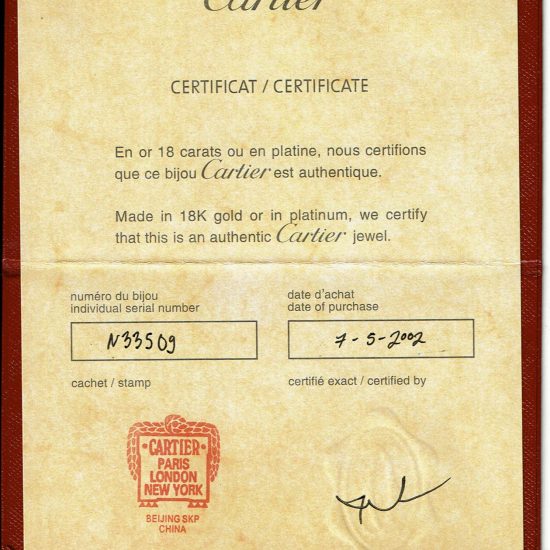 Cartier
CERTIFICAT / CERTIFICATE
En or 18 carats ou en platine, nous certifions
que ce bijou Cartier est authentique.
Made in 18K gold or in platinum, we certify
that this is an authentic Cartier jewel.
numéro du bijou
individual serial number
N33509
date d'achat
date of purchase
7-5-2002
cachet / stamp
certifié exact / certified by
CARTIER
PARIS
LONDON
NEW YORK
BEIJING SKP
CHINA